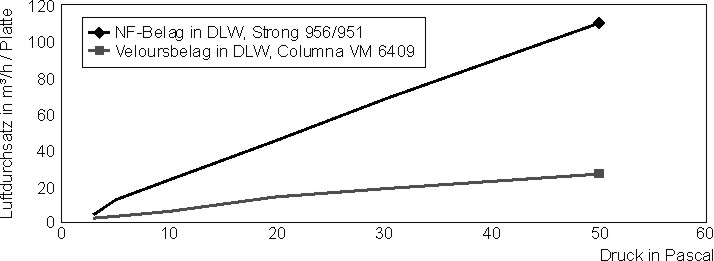 Luftdurchsatz in m³/h / Platte
120
100
80
60
40
20
0
NF-Belag in DLW, Strong 956/951
Veloursbelag in DLW, Columna VM 6409
0 10 20 30 40 50 60
Druck in Pascal